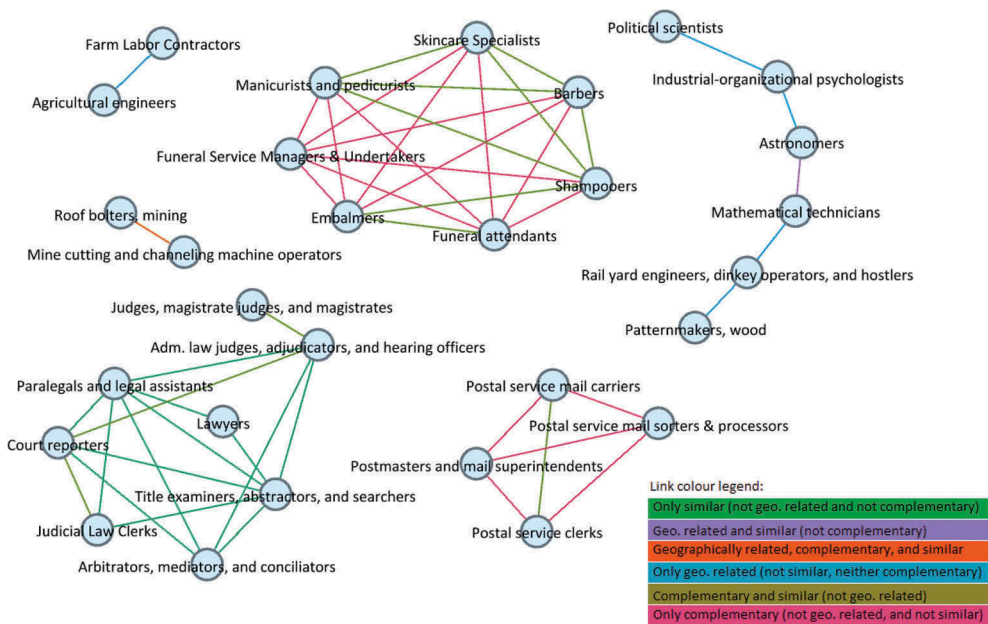 Farm Labor Contractors
Agricultural engineers
Skincare Specialists
Manicurists and pedicurists
Barbers
Funeral Service Managers & Undertakers
Shampooers
Embalmers
Funeral attendants
Political scientists
Industrial-organizational psychologists
Astronomers
Mathematical technicians
Rail yard engineers, dinkey operators, and hostlers
Patternmakers, wood
Roof bolters, mining
Mine cutting and channeling machine operators
Judges, magistrate judges, and magistrates
Adm. law judges, adjudicators, and hearing officers
Paralegals and legal assistants
Lawyers
Court reporters
Title examiners, abstractors, and searchers
Judicial Law Clerks
Arbitrators, mediators, and conciliators
Postal service mail carriers
Postal service mail sorters & processors
Postmasters and mail superintendents
Postal service clerks
Link colour legend:
Only similar (not geo. related and not complementary)
Geo. related and similar (not complementary)
Geographically related, complementary, and similar
Only geo. related (not similar, neither complementary)
Complementary and similar (not geo. related)
Only complementary (not geo. related, and not similar)